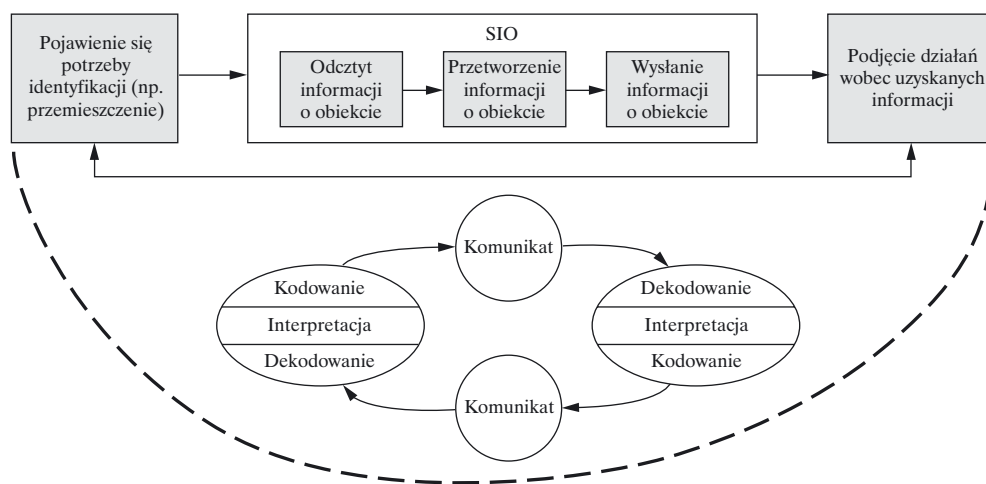 Pojawienie się
potrzeby
identyfikacji (np.
przemieszczenie)
SIO
Odcztyt
informacji
o obiekcie
Przetworzenie
informacji
o obiekcie
Wysłanie
informacji
o obiekcie
Podjęcie działań
wobec uzyskanych
informacji
Komunikat
Kodowanie
Interpretacja
Dekodowanie
Dekodowanie
Interpretacja
Kodowanie
Komunikat